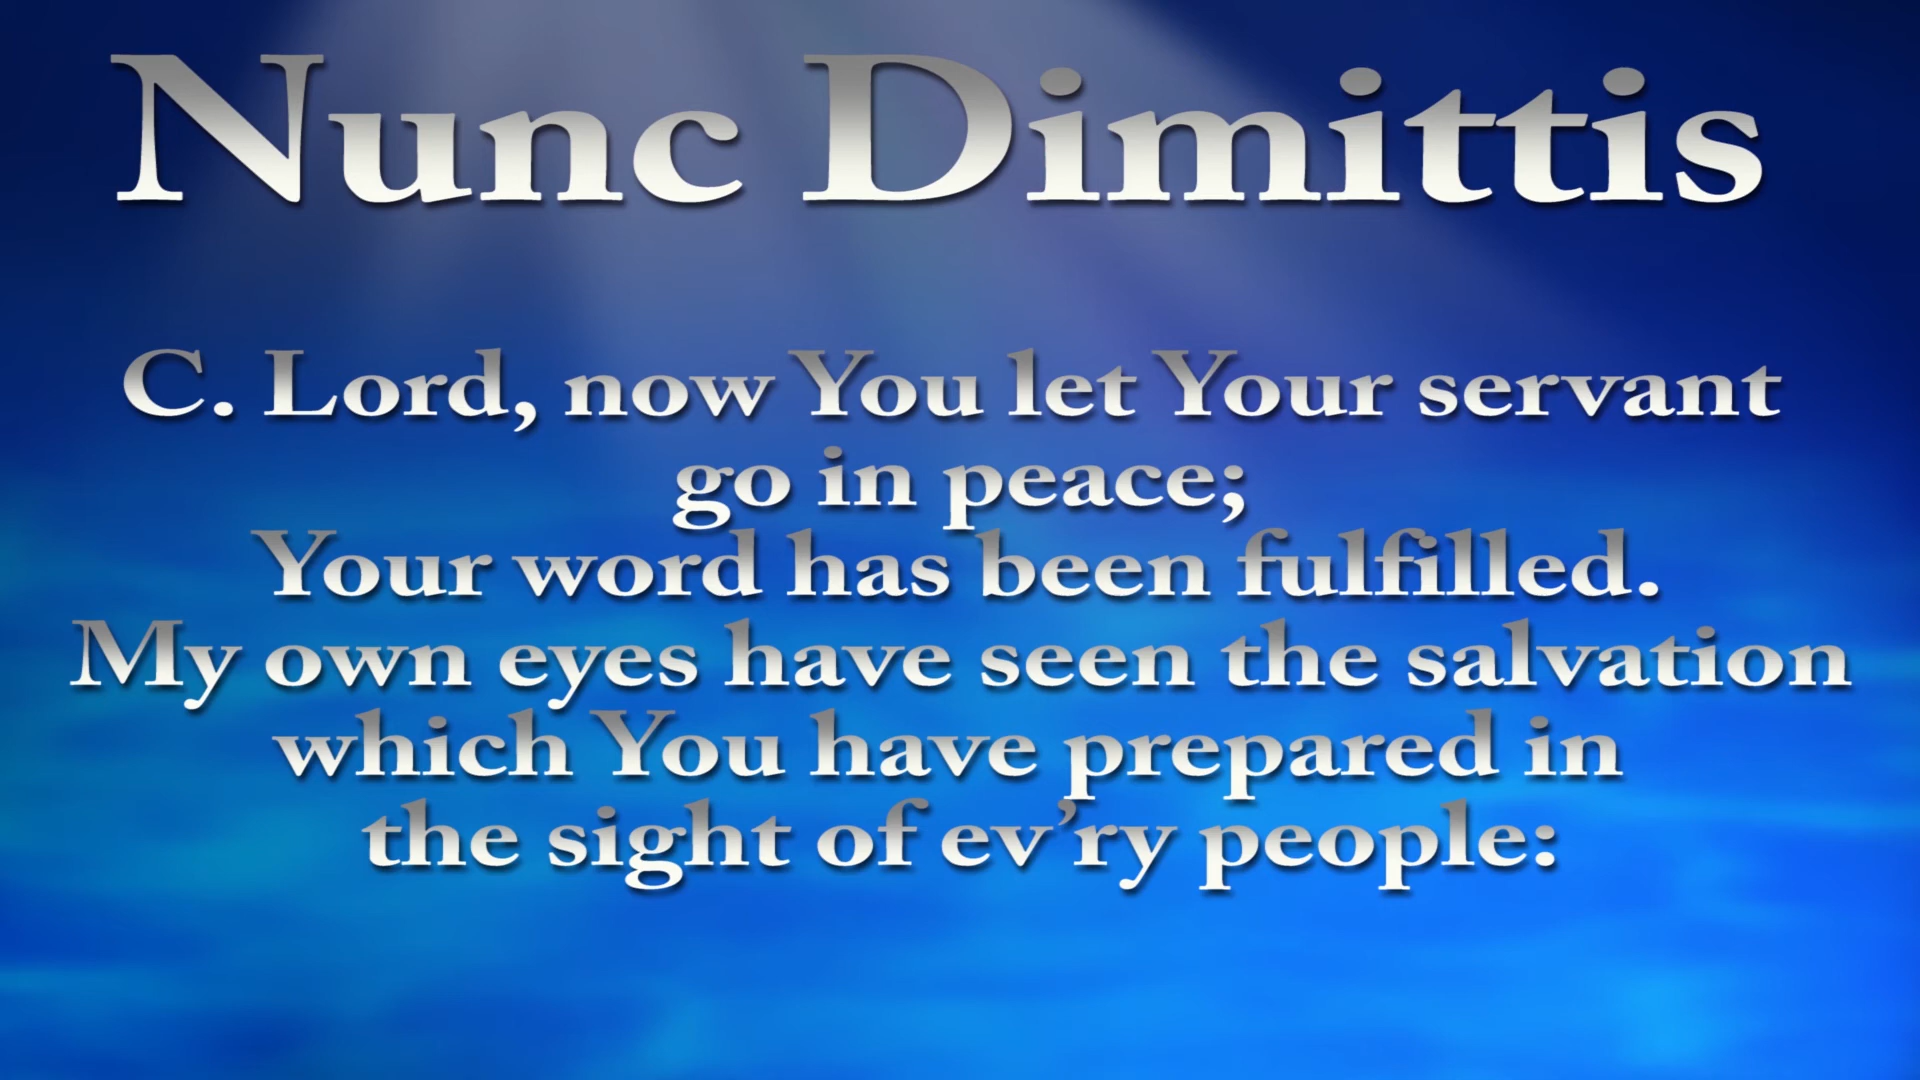 Nunc Dimittis
C. Lord, now You let Your servant
go in peace;
Your word has been fulfilled.
My own eyes have seen the salvation
which You have prepared in
the sight of ev’ry people: